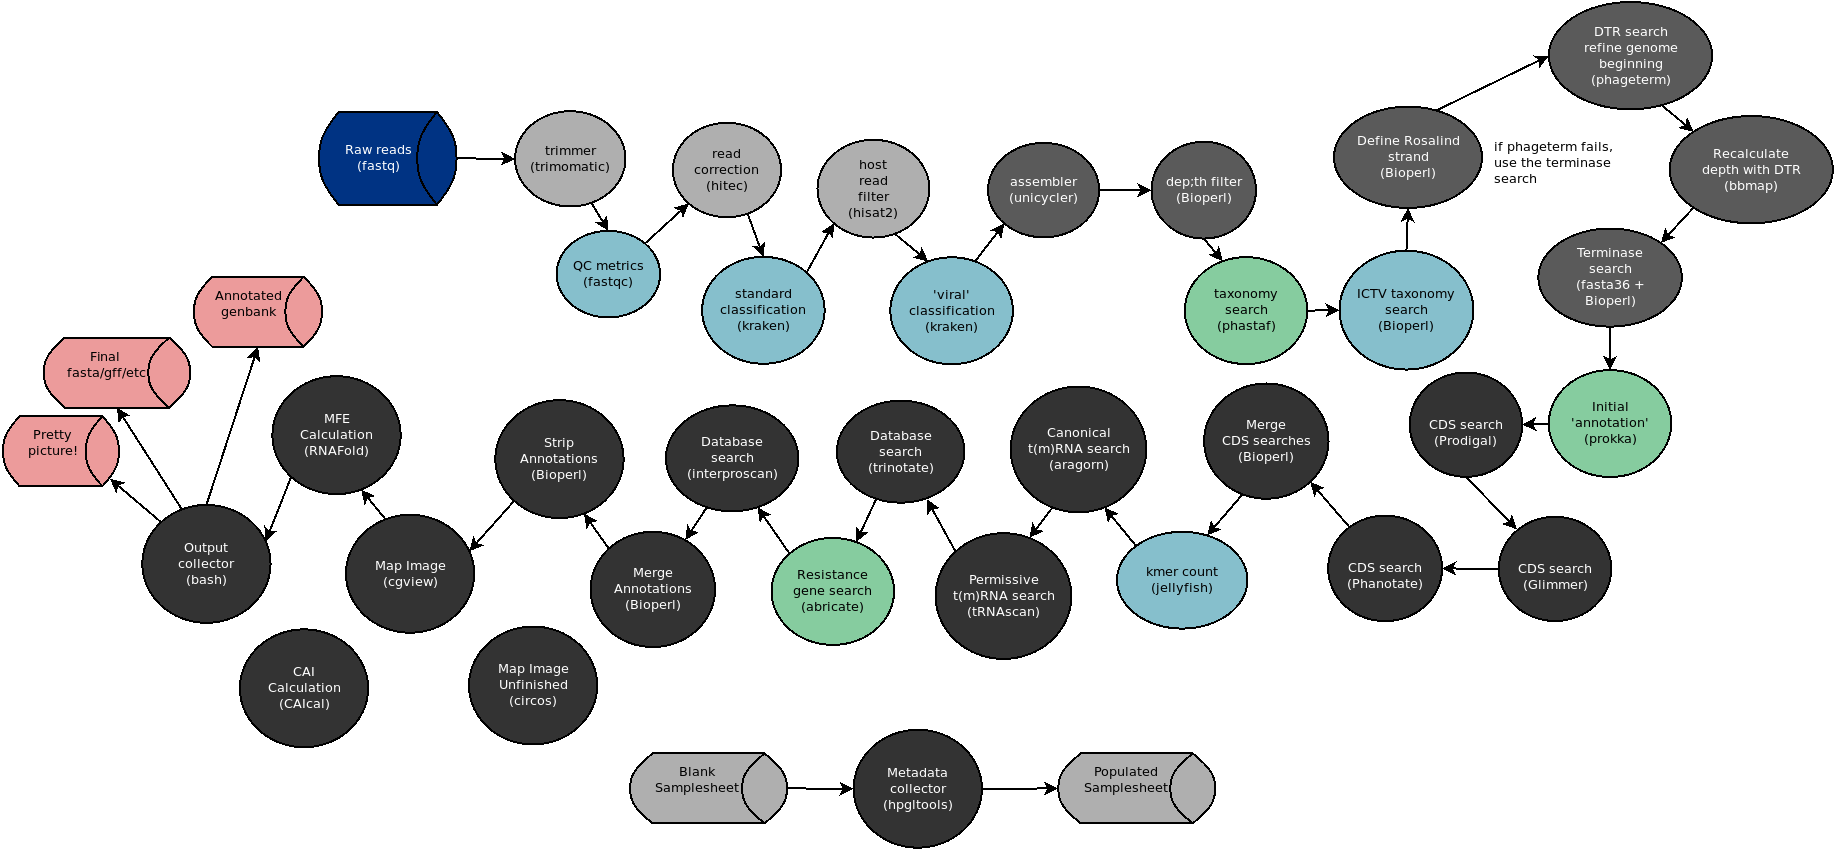 Raw reads
(fastq)
trimmer
(trimomatic)
QC metrics
(fastqc)
read
correction
(hitec)
standard
classification
(kraken)
host
read
filter
(hisat2)
'viral'
classification
(kraken)
assembler
(unicycler)
dep;th filter
(Bioperl)
taxonomy
search
(phastaf)
ICTV taxonomy
search
(Bioperl)
Define Rosalind
strand
(Bioperl)
if phageterm fails,
use the terminase
search
DTR search
refine genome
beginning
(phageterm)
Recalculate
depth with DTR
(bbmap)
Terminase
search
(fasta36 +
Bioperl)
Initial
'annotation'
(prokka)
CDS search
(Prodigal)
CDS search
(Glimmer)
CDS search
(Phanotate)
Merge
CDS searches
(Bioperl)
kmer count
(jellyfish)
Canonical
t(m)RNA search
(aragorn)
Permissive
t(m)RNA search
(tRNAscan)
Database
search
(trinotate)
Resistance
gene search
(abricate)
Database
search
(interproscan)
Merge
Annotations
(Bioperl)
Strip
Annotations
(Bioperl)
Map Image
(cgview)
MFE
Calculation
(RNAFold)
Output
collector
(bash)
Annotated
genbank
Final
fasta/gff/etc
Pretty
picture!
CAI
Calculation
(CAIcal)
Map Image
Unfinished
(circos)
Blank
Samplesheet
Metadata
collector
(hpgltools)
Populated
Samplesheet